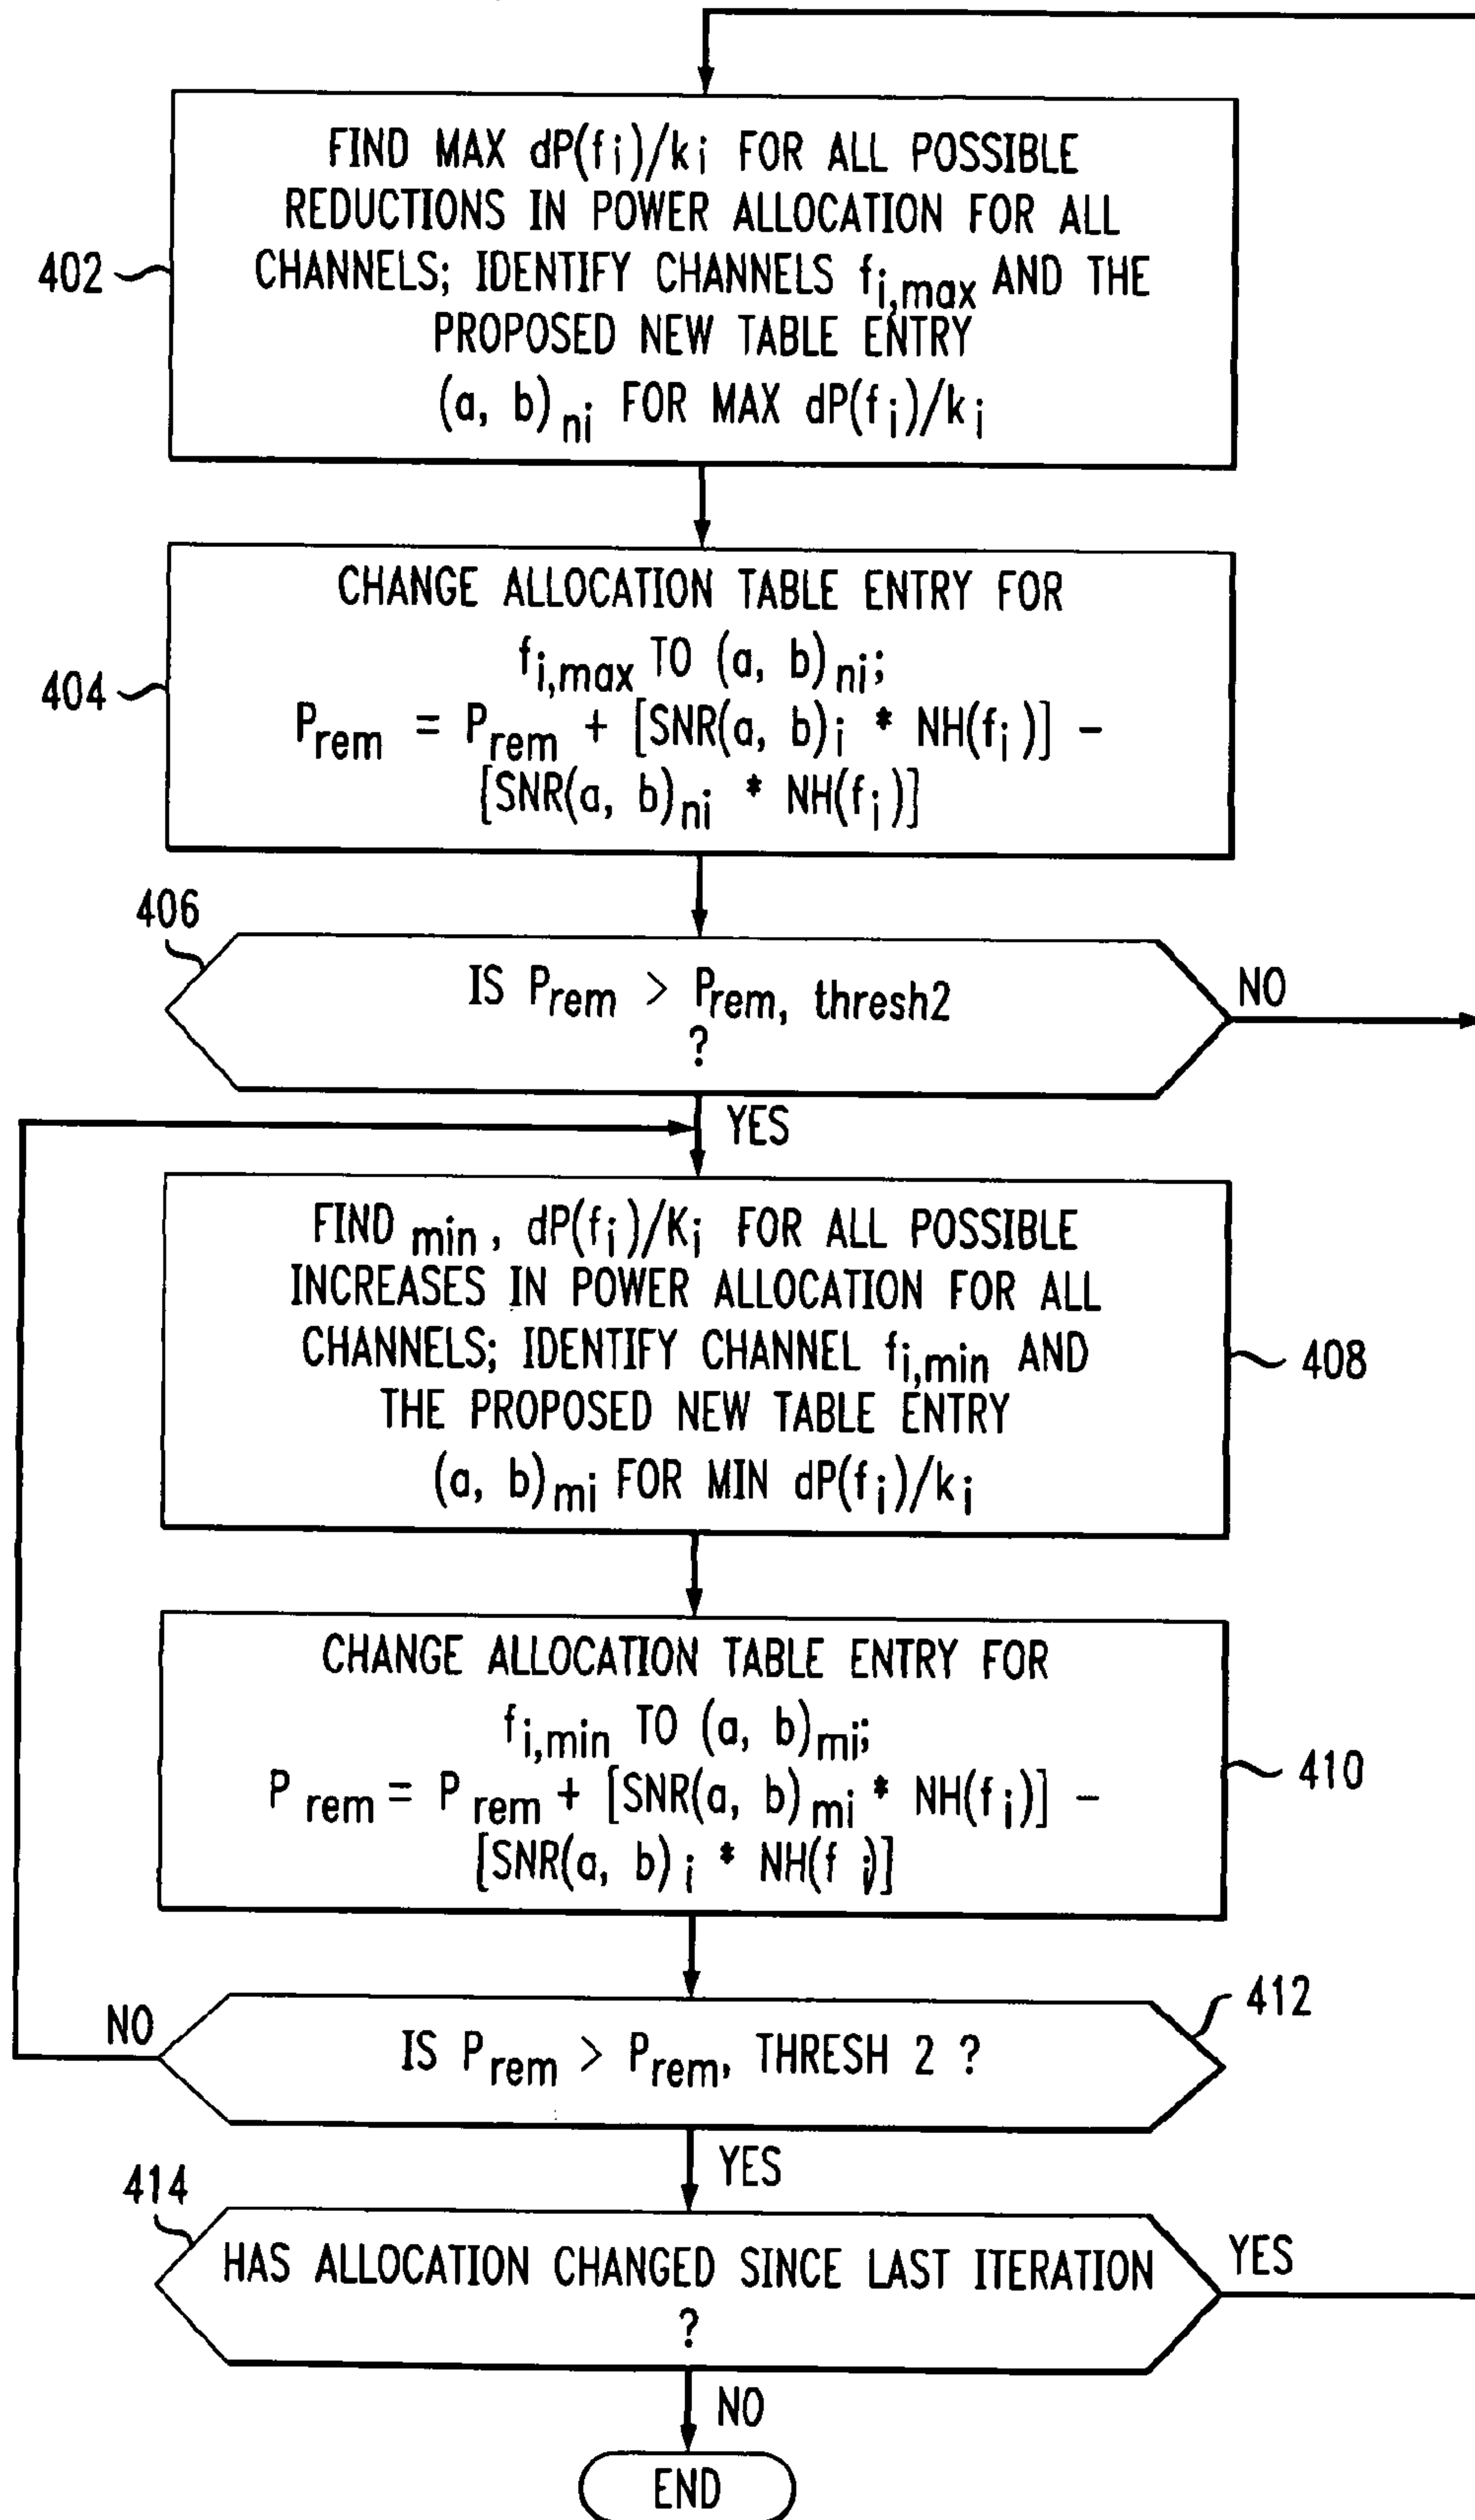 FIND MAX dP(fi)/ki FOR ALL POSSIBLE
REDUCTIONS IN POWER ALLOCATION FOR ALL
CHANNELS; IDENTIFY CHANNELS fi,max AND THE
PROPOSED NEW TABLE ENTRY
(a, b)ni FOR MAX dP(fi)/ki
402
CHANGE ALLOCATION TABLE ENTRY FOR
fi,max TO (a, b)ni;
Prem = Prem + [SNR(a, b)i * NH(fi)] -
[SNR(a, b)ni * NH(fi)]
404
406
IS Prem > Prem, thresh2
?
NO
YES
FIND min, dP(fi)/Ki FOR ALL POSSIBLE
INCREASES IN POWER ALLOCATION FOR ALL
CHANNELS; IDENTIFY CHANNEL fi,min AND
THE PROPOSED NEW TABLE ENTRY
(a, b)mi FOR MIN dP(fi)/ki
408
CHANGE ALLOCATION TABLE ENTRY FOR
fi,min TO (a, b)mi;
Prem = Prem + [SNR(a, b)mi * NH(fi)] -
[SNR(a, b)i * NH(fi)]
410
412
NO
IS Prem > Prem, THRESH 2 ?
YES
414
HAS ALLOCATION CHANGED SINCE LAST ITERATION
?
YES
NO
END